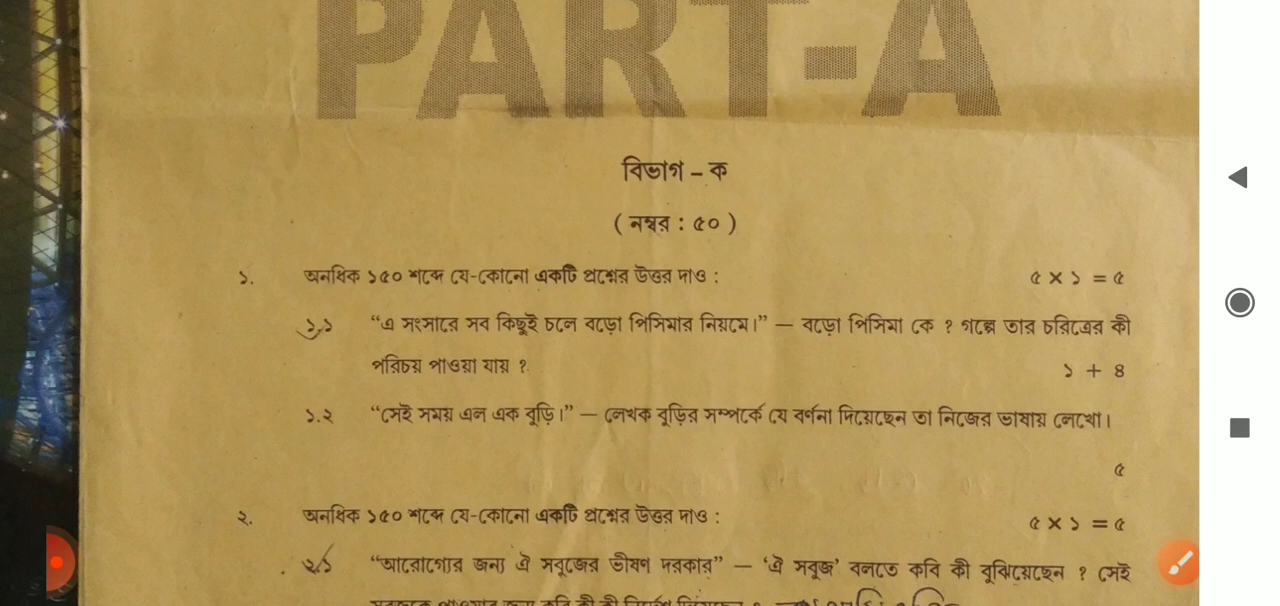 PART-A
বিভাগ – ক
( নম্বর : ৫০ )
১. অনধিক ১৫০ শব্দে যে-কোনো একটি প্রশ্নের উত্তর দাও : ৫ × ১ = ৫
১.১ “এ সংসারে সব কিছুই চলে বড়ো পিসিমার নিয়মে।” — বড়ো পিসিমা কে ? গল্পে তার চরিত্রের কী
পরিচয় পাওয়া যায় ? ১ + ৪
১.২ “সেই সময় এল এক বুড়ি।” — লেখক বুড়ির সম্পর্কে যে বর্ণনা দিয়েছেন তা নিজের ভাষায় লেখো।
৫
২. অনধিক ১৫০ শব্দে যে-কোনো একটি প্রশ্নের উত্তর দাও : ৫ × ১ = ৫
২.১ “আরোগ্যের জন্য ঐ সবুজের ভীষণ দরকার” — ‘ঐ সবুজ’ বলতে কবি কী বুঝিয়েছেন ? সেই